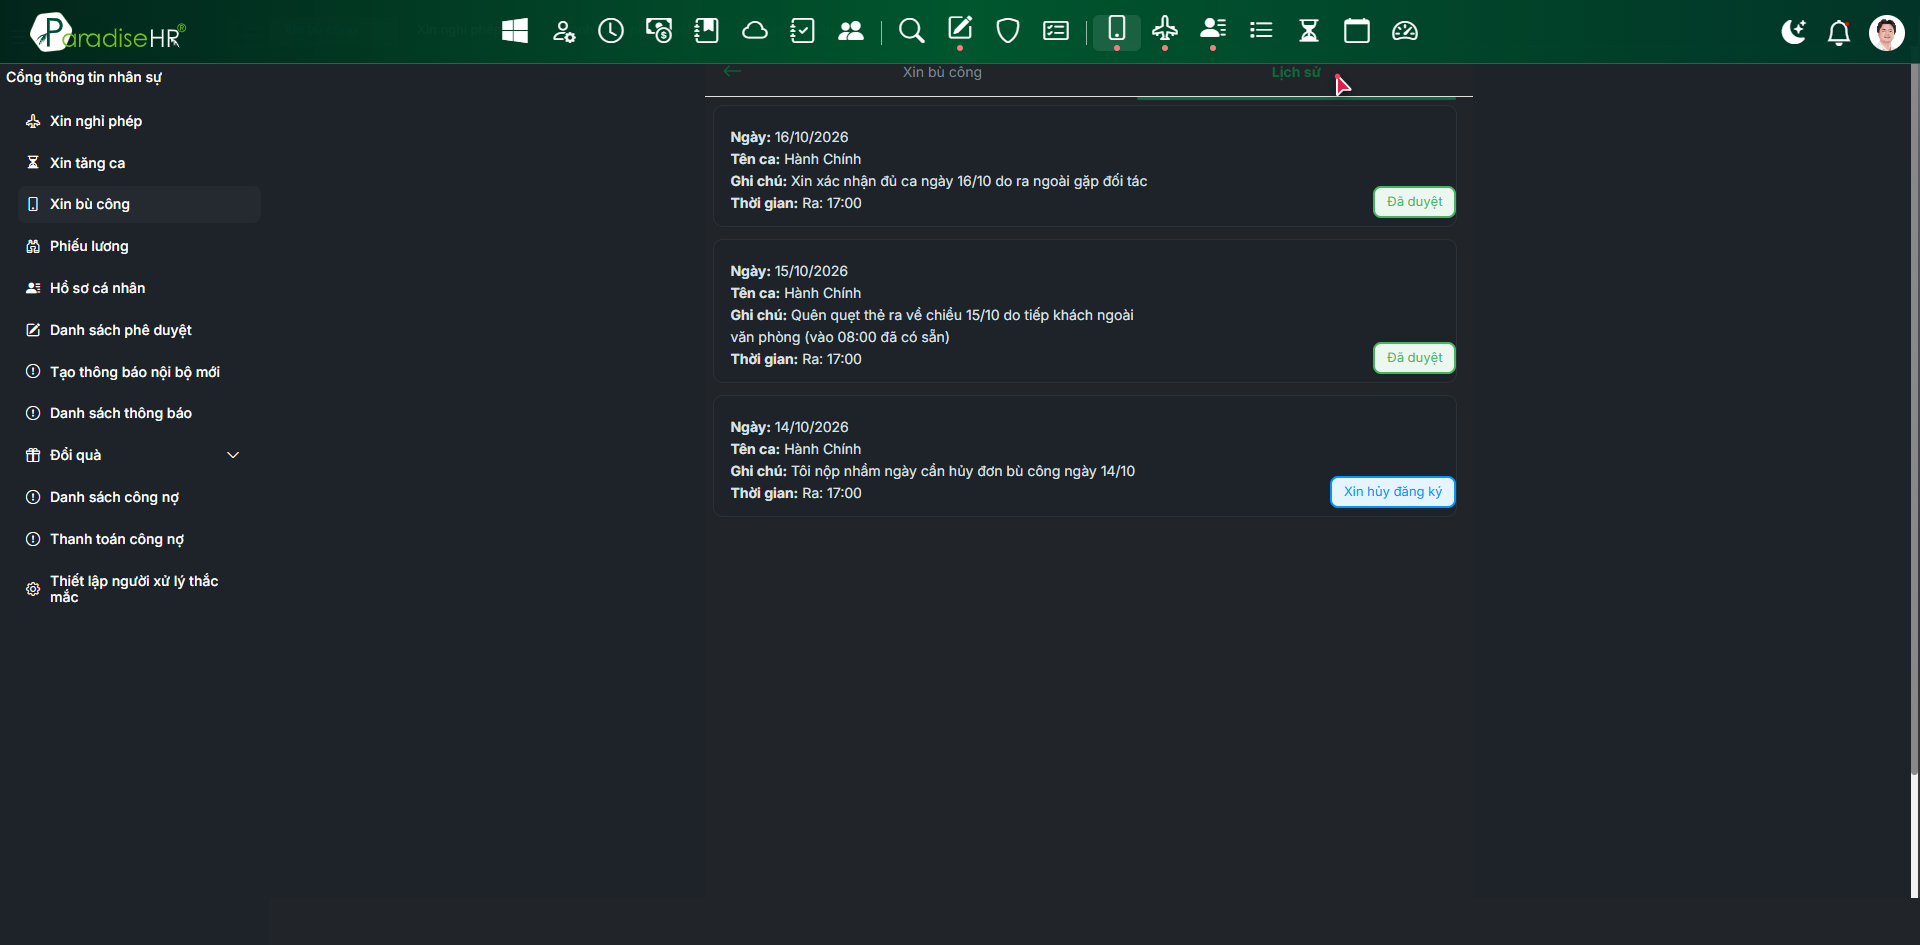 ParadiseHR®
Cổng thông tin nhân sự
Xin nghỉ phép
Xin tăng ca
Xin bù công
Phiếu lương
Hồ sơ cá nhân
Danh sách phê duyệt
Tạo thông báo nội bộ mới
Danh sách thông báo
Đổi quà
Danh sách công nợ
Thanh toán công nợ
Thiết lập người xử lý thắc
mắc
Xin bù công
Lịch sử
Ngày: 16/10/2026
Tên ca: Hành Chính
Ghi chú: Xin xác nhận đủ ca ngày 16/10 do ra ngoài gặp đối tác
Thời gian: Ra: 17:00
Đã duyệt
Ngày: 15/10/2026
Tên ca: Hành Chính
Ghi chú: Quên quẹt thẻ ra về chiều 15/10 do tiếp khách ngoài
văn phòng (vào 08:00 đã có sẵn)
Thời gian: Ra: 17:00
Đã duyệt
Ngày: 14/10/2026
Tên ca: Hành Chính
Ghi chú: Tôi nộp nhầm ngày cần hủy đơn bù công ngày 14/10
Thời gian: Ra: 17:00
Xin hủy đăng ký